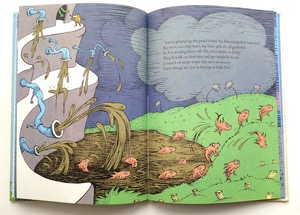 "You're glumping the pond where the Humming-Fish hummed!
No more can they hum, for their gills are all gummed.
So I'm sending them off. Oh, their future is dreary.
They'll walk on their fins and get woefully weary
in search of some water that isn't so smeary.
I hear things are just as bad up in Lake Erie."